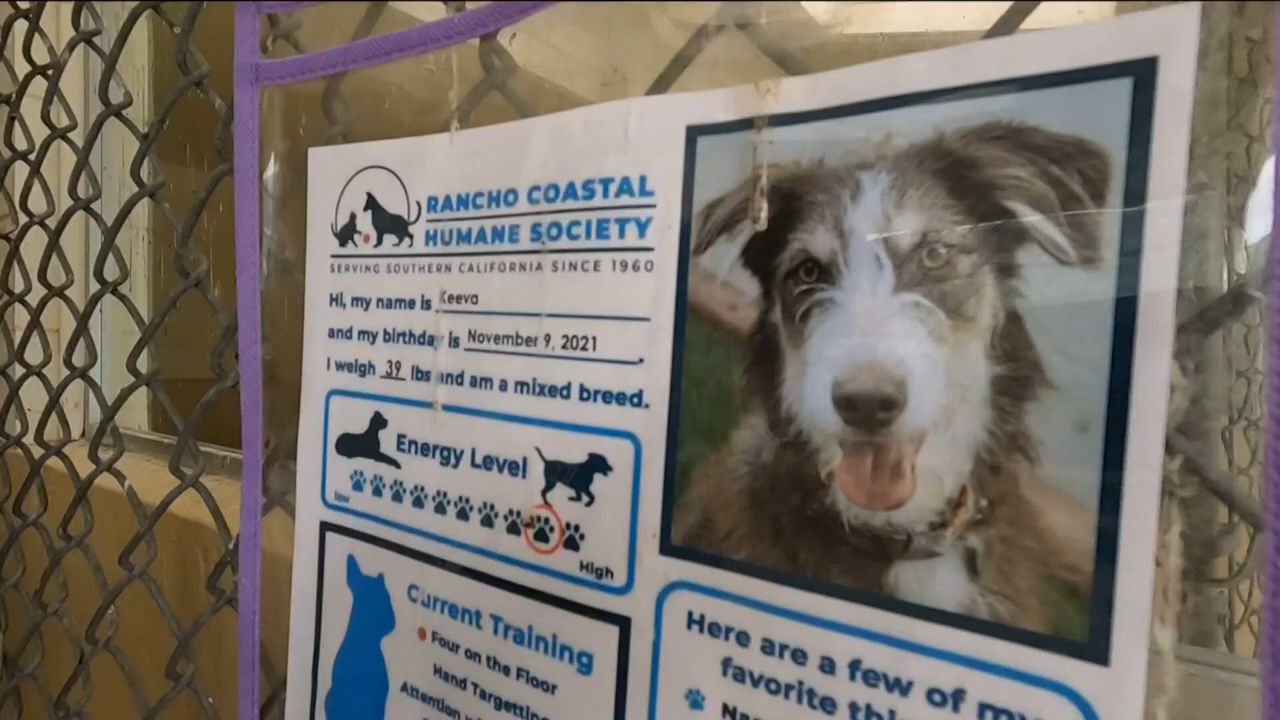 RANCHO COASTAL
HUMANE SOCIETY
SERVING SOUTHERN CALIFORNIA SINCE 1960
Hi, my name is Keeva
and my birthday is November 9, 2021.
I weigh 39 lbs and am a mixed breed.
Energy Level
low
High
Current Training
Four on the Floor
Hand Targetting
Attention
Here are a few of my
favorite